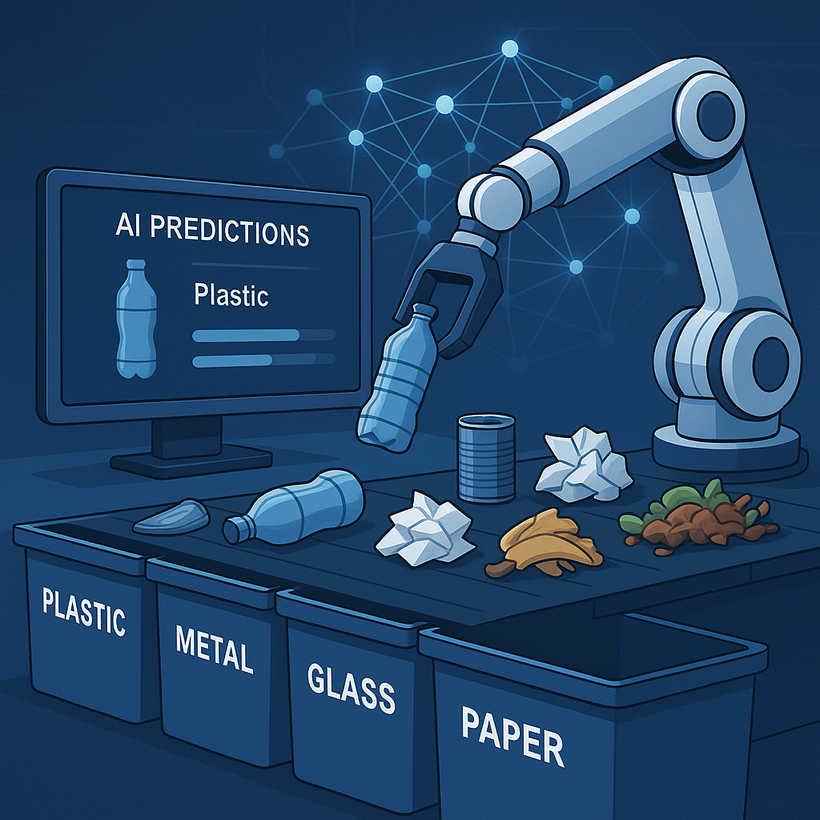 AI PREDICTIONS
Plastic
PLASTIC
METAL
GLASS
PAPER